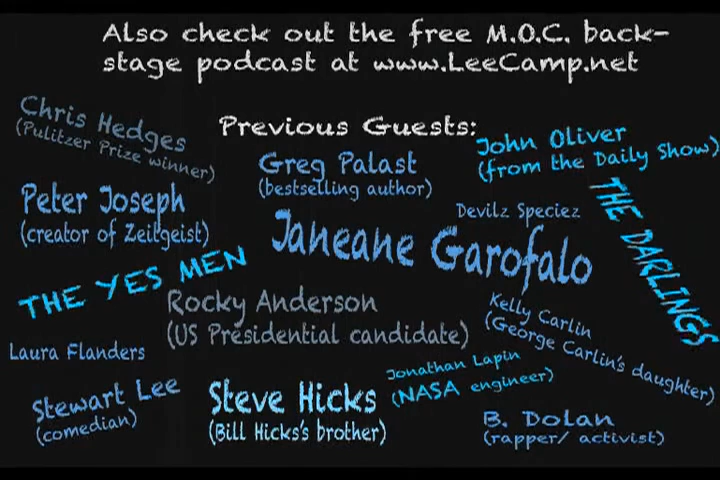 Also check out the free M.O.C. back-
stage podcast at www.LeeCamp.net
Previous Guests:
Chris Hedges
(Pulitzer Prize winner)
Greg Palast
(bestselling author)
John Oliver
(from the Daily Show)
Peter Joseph
(creator of Zeitgeist)
Devilz Speciez
Janeane Garofalo
THE DARLINGS
THE YES MEN
Rocky Anderson
(US Presidential candidate)
Kelly Carlin
(George Carlin's daughter)
Laura Flanders
Jonathan Lapin
(NASA engineer)
Stewart Lee
(comedian)
Steve Hicks
(Bill Hicks's brother)
B. Dolan
(rapper/ activist)